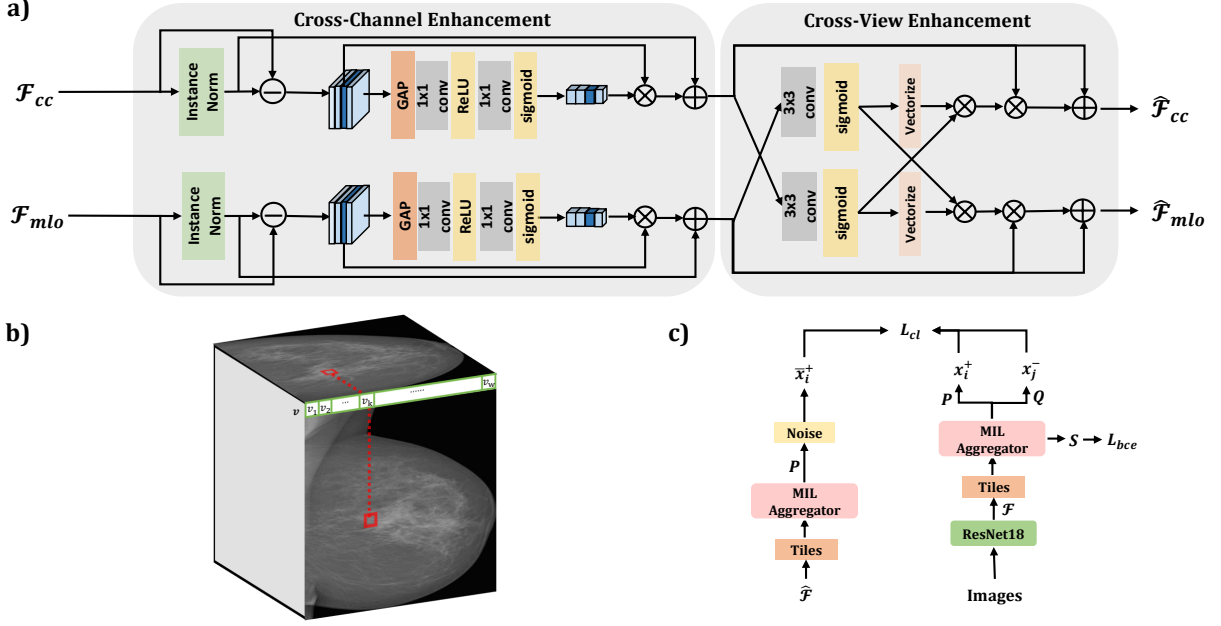 a)
Cross-Channel Enhancement
Cross-View Enhancement
ℱcc
Instance Norm
−
GAP
1x1 conv
ReLU
1x1 conv
sigmoid
3x3 conv
sigmoid
Vectorize
ℱ̂cc
ℱmlo
Instance Norm
−
GAP
1x1 conv
ReLU
1x1 conv
sigmoid
3x3 conv
sigmoid
Vectorize
ℱ̂mlo
b)
v v1 v2 ... vk ...... vw
c)
Lcl
x̅i+
xi+ xj−
P Q
Noise
P
MIL Aggregator
Tiles
ℱ̂
MIL Aggregator
S
Lbce
Tiles
ℱ
ResNet18
Images